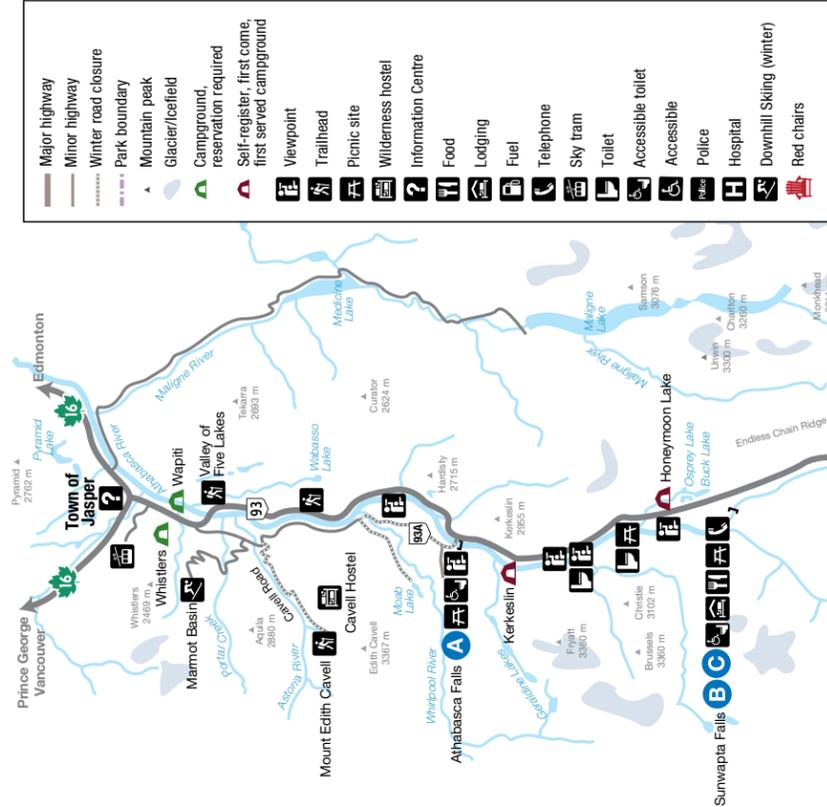 Major highway
Minor highway
Winter road closure
Park boundary
Mountain peak
Glacier/Icefield
Campground,
reservation required
Self-register, first come,
first served campground
Viewpoint
Trailhead
Picnic site
Wilderness hostel
Information Centre
Food
Lodging
Fuel
Telephone
Sky tram
Toilet
Accessible toilet
Accessible
Police
Police
Hospital
H
Downhill Skiing (winter)
Red chairs
?
Prince George
Vancouver
16
Edmonton
16
Pyramid
2762 m
Pyramid
Lake
Town of
Jasper
?
Athabasca River
Athabasca River
Maligne River
Medicine
Lake
Whistlers
2469 m
Whistlers
Wapiti
Valley of
Five Lakes
Tekarra
2693 m
Marmot Basin
Portal Creek
93
Wabasso
Lake
Curator
2624 m
Aquila
2880 m
Cavell Road
Astoria River
Mount Edith Cavell
Cavell Hostel
Edith Cavell
3367 m
Moab
Lake
93A
Hardisty
2715 m
Whirlpool River
Athabasca Falls
A
Kerkeslin
2955 m
Kerkeslin
Geraldine Lakes
Fryatt
3360 m
Christie
3102 m
Brussels
3360 m
Maligne
Lake
Maligne River
Samson
3076 m
Charlton
3260 m
Unwin
3300 m
Monkhead
Honeymoon Lake
Osprey Lake
Buck Lake
Endless Chain Ridge
Sunwapta Falls
B
C